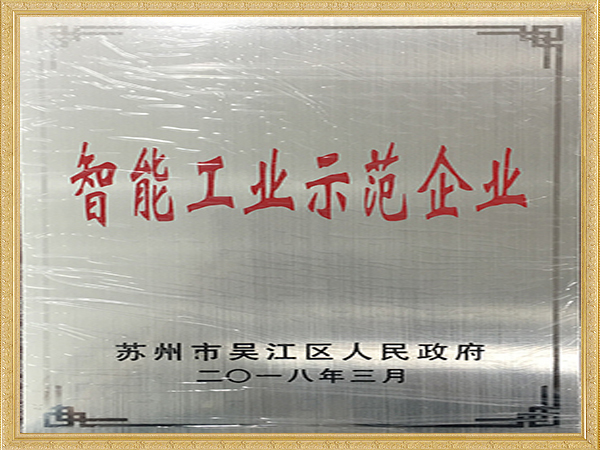 智能工业示范企业
苏州市吴江区人民政府
二〇一八年三月